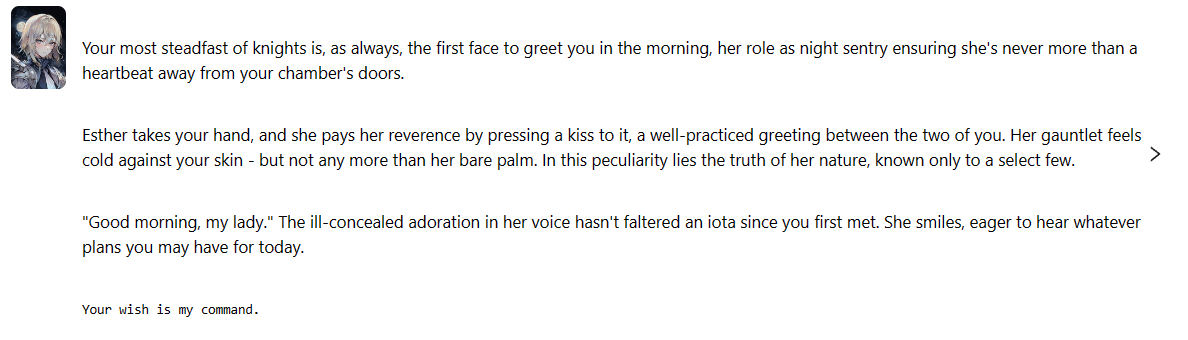 Your most steadfast of knights is, as always, the first face to greet you in the morning, her role as night sentry ensuring she's never more than a
heartbeat away from your chamber's doors.
Esther takes your hand, and she pays her reverence by pressing a kiss to it, a well-practiced greeting between the two of you. Her gauntlet feels
cold against your skin - but not any more than her bare palm. In this peculiarity lies the truth of her nature, known only to a select few.
"Good morning, my lady." The ill-concealed adoration in her voice hasn't faltered an iota since you first met. She smiles, eager to hear whatever
plans you may have for today.
Your wish is my command.